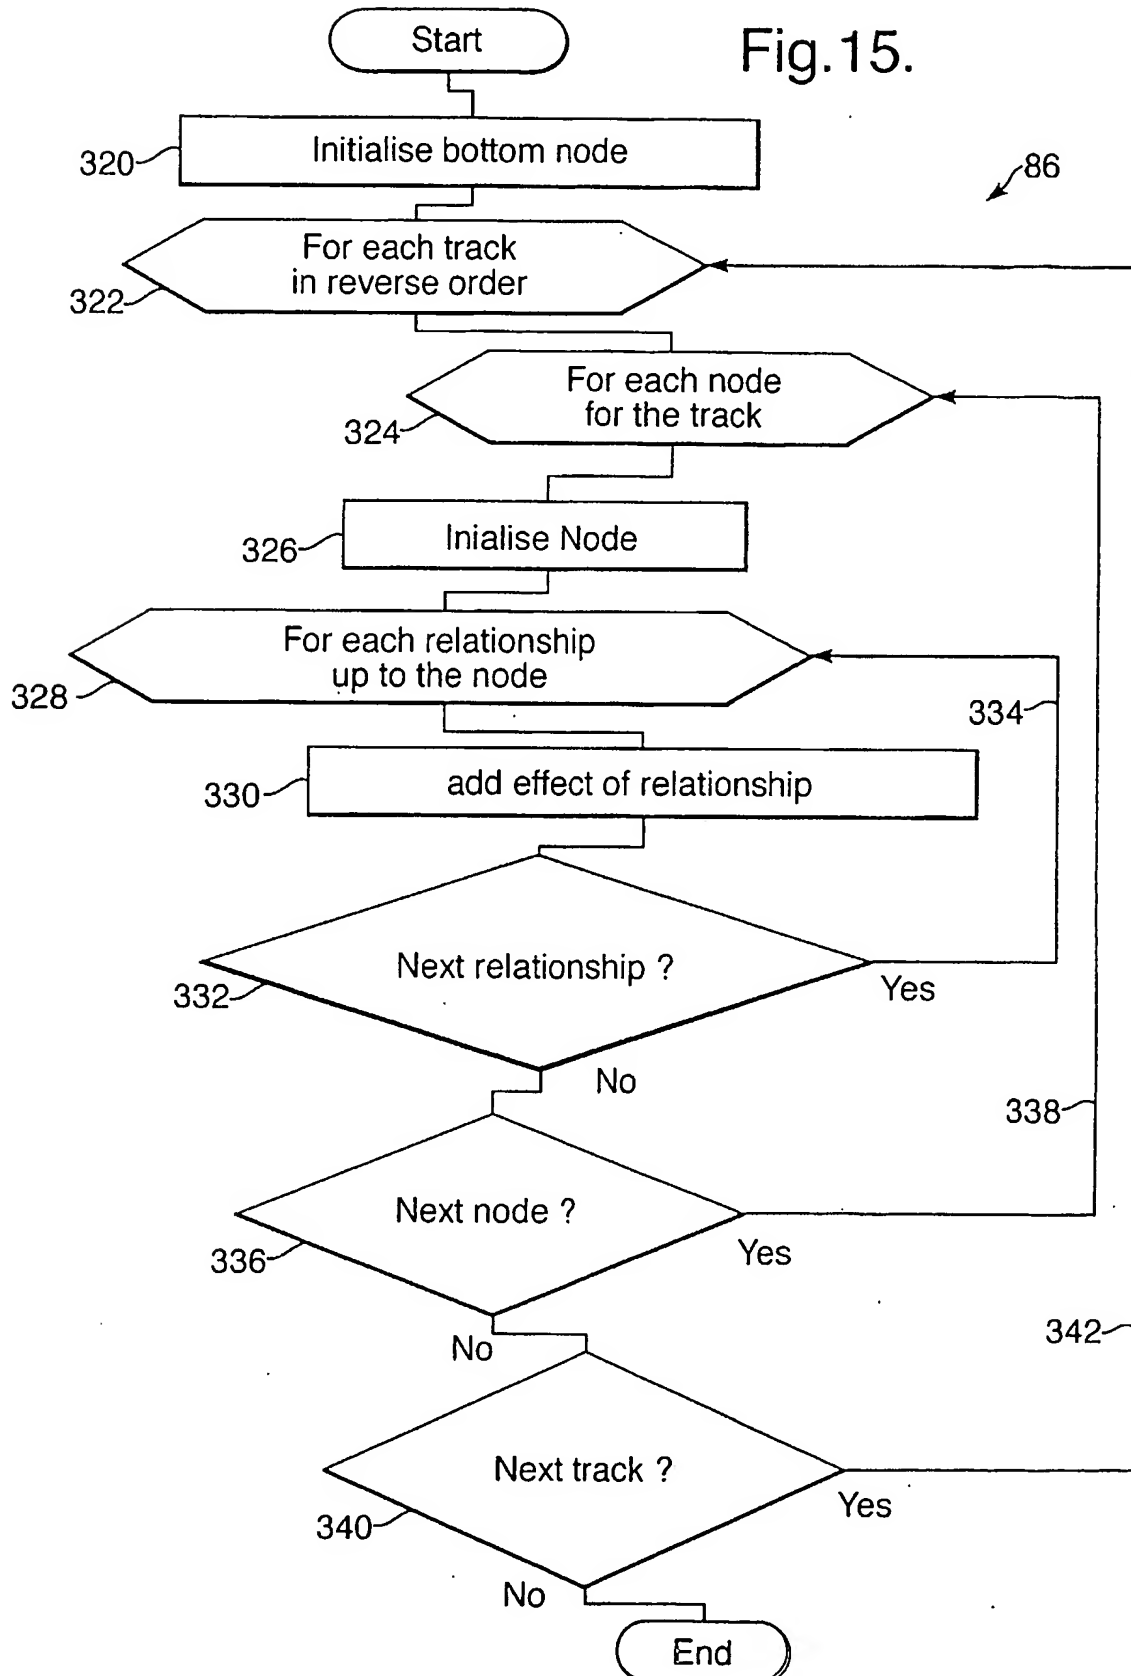 Start
Fig.15.
320
Initialise bottom node
86
For each track
in reverse order
322
For each node
for the track
324
326
Inialise Node
For each relationship
up to the node
328
334
330
add effect of relationship
Next relationship ?
332
Yes
No
338
Next node ?
336
Yes
No
342
Next track ?
340
Yes
No
End